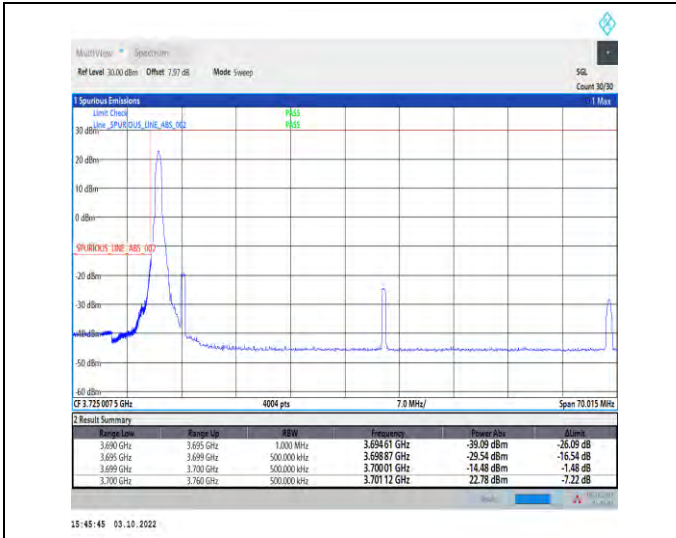 MultiView Spectrum
Ref Level 30.00 dBm Offset 7.97 dB Mode Sweep SGL
Count 30/30
1 Spurious Emissions 1 Max
Limit Check PASS
Line _SPURIOUS_LINE_ABS_002 PASS
30 dBm
20 dBm
10 dBm
0 dBm
SPURIOUS_LINE_ABS_002
-20 dBm
-30 dBm
-40 dBm
-50 dBm
-60 dBm
CF 3.725 007 5 GHz 4004 pts 7.0 MHz/ Span 70.015 MHz
2 Result Summary
Range Low Range Up RBW Frequency Power Abs ΔLimit
3.690 GHz 3.695 GHz 1.000 MHz 3.694 61 GHz -39.09 dBm -26.09 dB
3.695 GHz 3.699 GHz 500.000 kHz 3.698 87 GHz -29.54 dBm -16.54 dB
3.699 GHz 3.700 GHz 500.000 kHz 3.700 01 GHz -14.48 dBm -1.48 dB
3.700 GHz 3.760 GHz 500.000 kHz 3.701 12 GHz 22.78 dBm -7.22 dB
15:45:45 03.10.2022